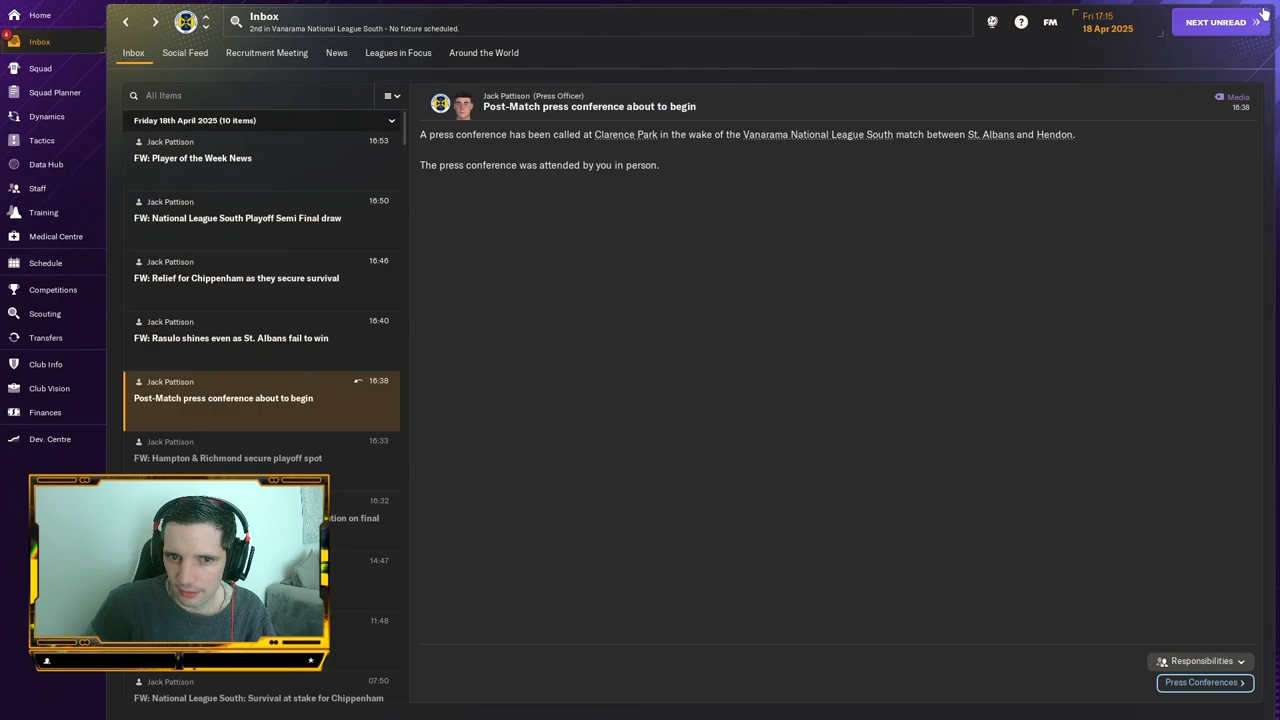 Home
4
Inbox
Squad
Squad Planner
Dynamics
Tactics
Data Hub
Staff
Training
Medical Centre
Schedule
Competitions
Scouting
Transfers
Club Info
Club Vision
Finances
Dev. Centre
Inbox
2nd in Vanarama National League South - No fixture scheduled.
FM
Fri 17:15
18 Apr 2025
NEXT UNREAD
Inbox
Social Feed
Recruitment Meeting
News
Leagues in Focus
Around the World
All Items
Friday 18th April 2025 (10 items)
Jack Pattison
16:53
FW: Player of the Week News
Jack Pattison
16:50
FW: National League South Playoff Semi Final draw
Jack Pattison
16:46
FW: Relief for Chippenham as they secure survival
Jack Pattison
16:40
FW: Rasulo shines even as St. Albans fail to win
Jack Pattison
16:38
Post-Match press conference about to begin
Jack Pattison
16:33
FW: Hampton & Richmond secure playoff spot
16:32
on final
14:47
11:48
Jack Pattison
07:50
FW: National League South: Survival at stake for Chippenham
Jack Pattison (Press Officer)
Post-Match press conference about to begin
Media
16:38
A press conference has been called at Clarence Park in the wake of the Vanarama National League South match between St. Albans and Hendon.
The press conference was attended by you in person.
Responsibilities
Press Conferences